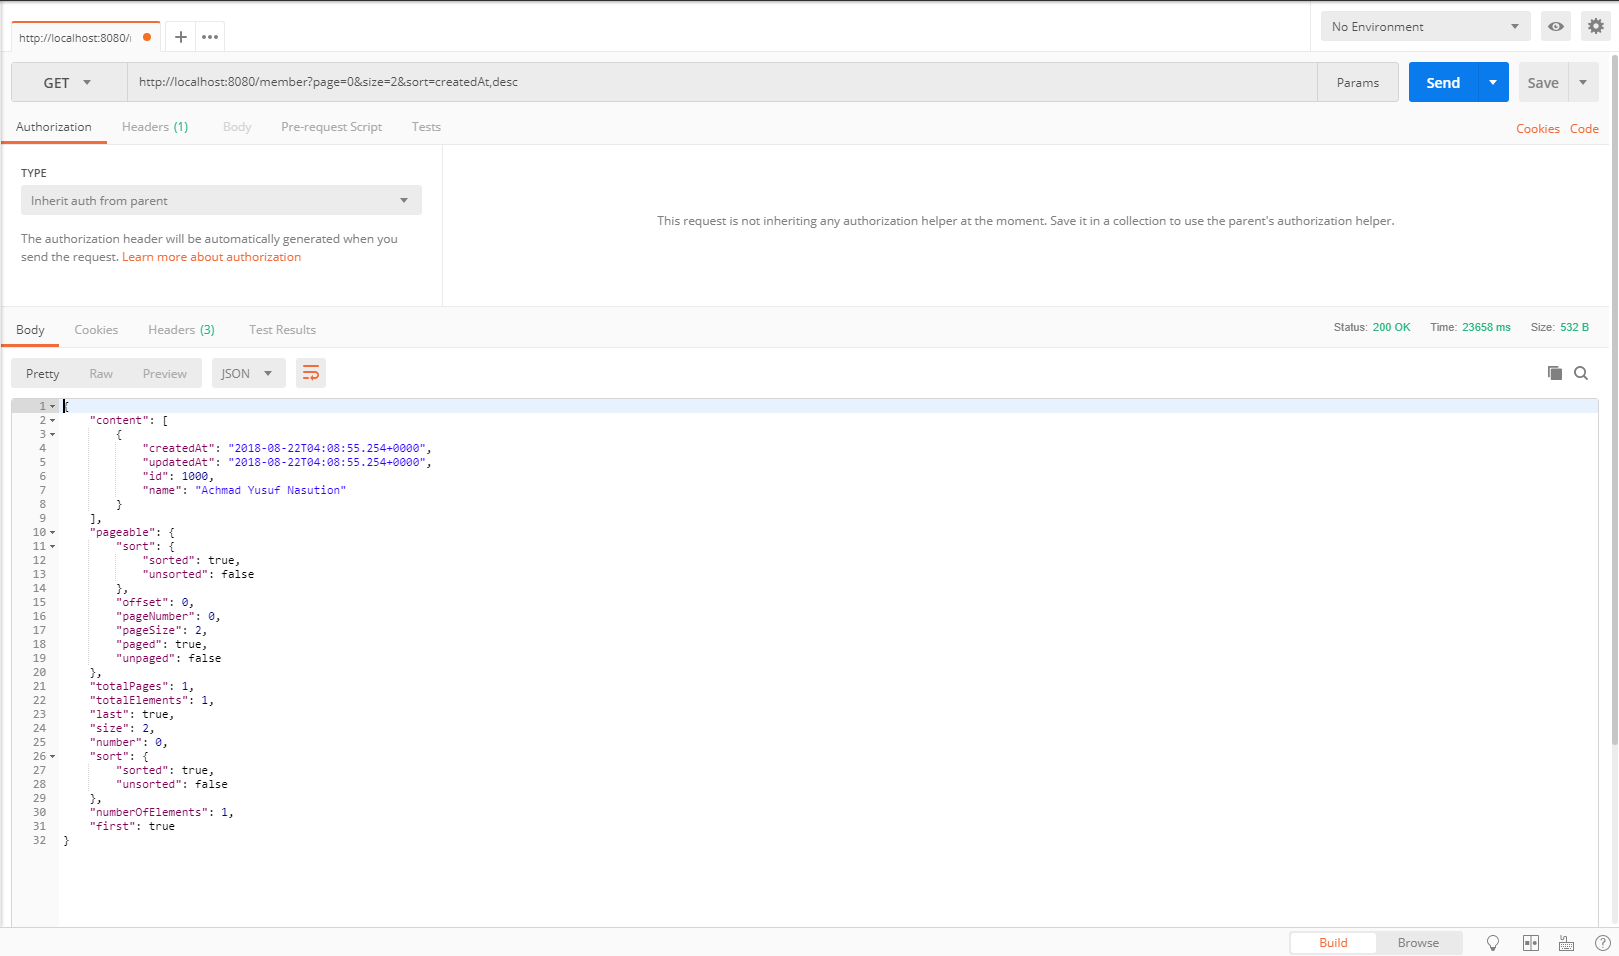 http://localhost:8080/
No Environment
GET
http://localhost:8080/member?page=0&size=2&sort=createdAt,desc
Params
Send
Save
Authorization
Headers (1)
Body
Pre-request Script
Tests
Cookies
Code
TYPE
Inherit auth from parent
The authorization header will be automatically generated when you
send the request. Learn more about authorization
This request is not inheriting any authorization helper at the moment. Save it in a collection to use the parent's authorization helper.
Body
Cookies
Headers (3)
Test Results
Status: 200 OK
Time: 23658 ms
Size: 532 B
Pretty
Raw
Preview
JSON
1 {
2 "content": [
3 {
4 "createdAt": "2018-08-22T04:08:55.254+0000",
5 "updatedAt": "2018-08-22T04:08:55.254+0000",
6 "id": 1000,
7 "name": "Achmad Yusuf Nasution"
8 }
9 ],
10 "pageable": {
11 "sort": {
12 "sorted": true,
13 "unsorted": false
14 },
15 "offset": 0,
16 "pageNumber": 0,
17 "pageSize": 2,
18 "paged": true,
19 "unpaged": false
20 },
21 "totalPages": 1,
22 "totalElements": 1,
23 "last": true,
24 "size": 2,
25 "number": 0,
26 "sort": {
27 "sorted": true,
28 "unsorted": false
29 },
30 "numberOfElements": 1,
31 "first": true
32 }
Build
Browse